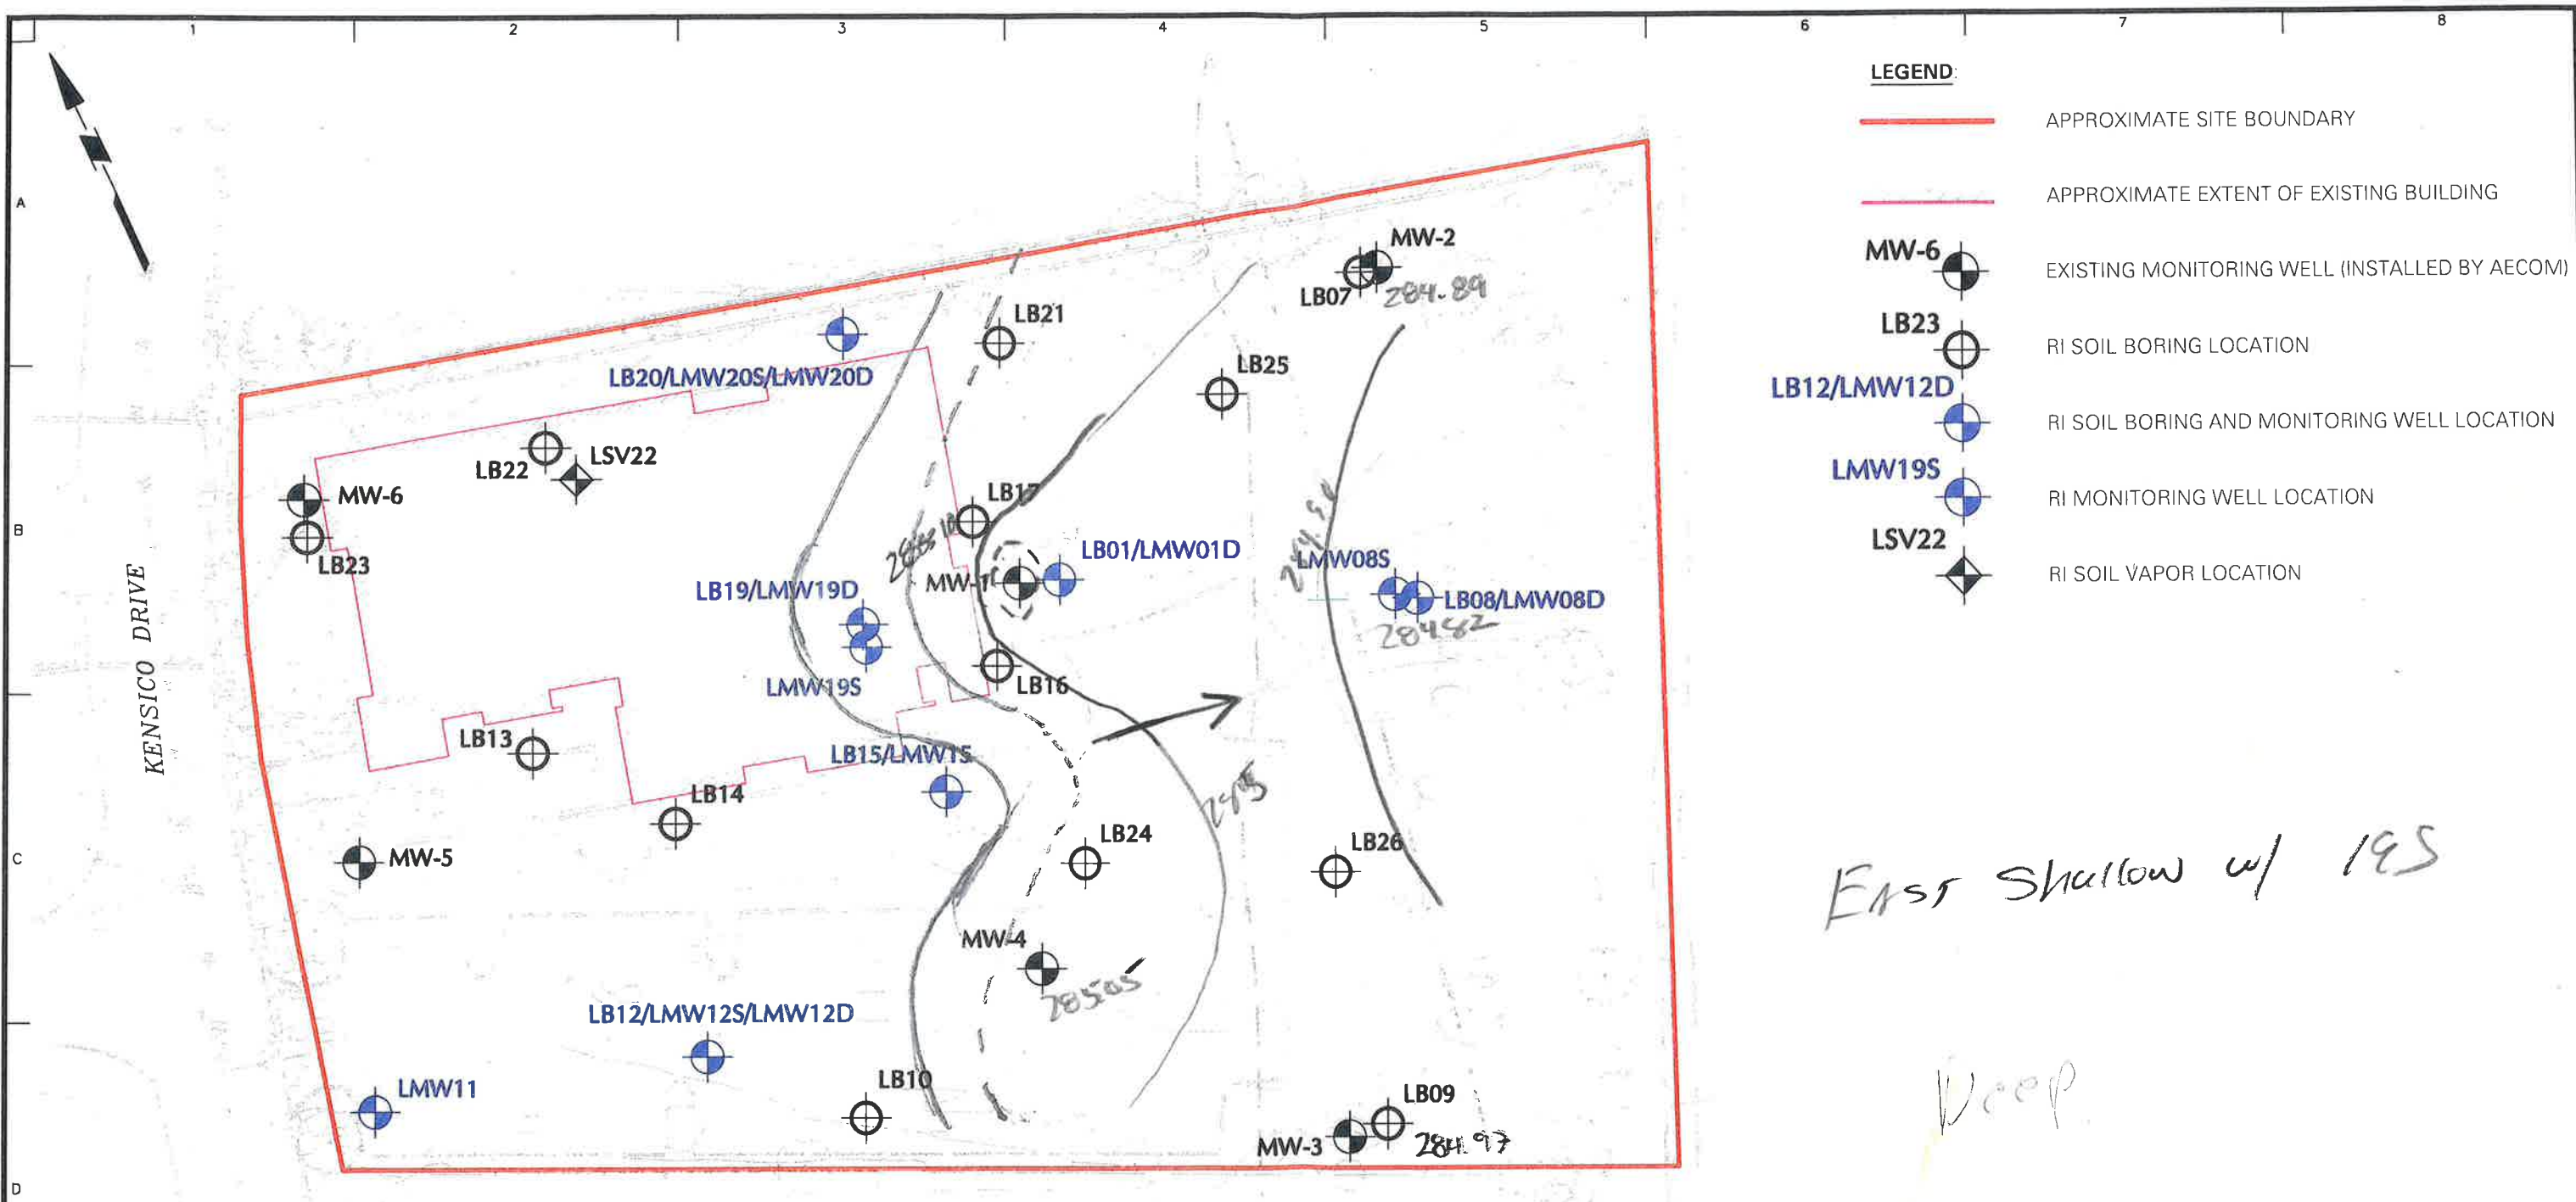 1 2 3 4 5 6 7 8
A
B
C
D
LEGEND:
APPROXIMATE SITE BOUNDARY
APPROXIMATE EXTENT OF EXISTING BUILDING
MW-6
EXISTING MONITORING WELL (INSTALLED BY AECOM)
LB23
RI SOIL BORING LOCATION
LB12/LMW12D
RI SOIL BORING AND MONITORING WELL LOCATION
LMW19S
RI MONITORING WELL LOCATION
LSV22
RI SOIL VAPOR LOCATION
MW-2
LB07
284.89
LB21
LB20/LMW20S/LMW20D
LB25
LB22
LSV22
MW-6
LB23
LB17
LB01/LMW01D
MW-1
LMW08S
LB08/LMW08D
28482
LB19/LMW19D
LMW19S
LB16
KENSICO DRIVE
LB13
LB15/LMW15
LB14
MW-5
285
LB24
LB26
MW-4
28505
LB12/LMW12S/LMW12D
LMW11
LB10
LB09
MW-3
284.97
EAST Shallow w/ 19S
Deep